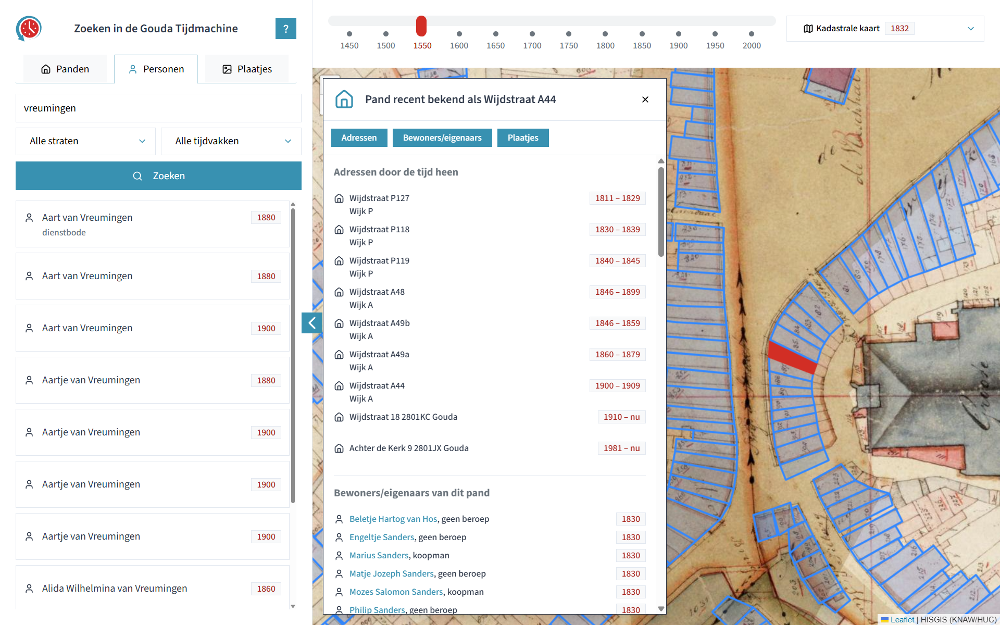 Zoeken in de Gouda Tijdmachine
?
Panden
Personen
Plaatjes
vreumingen
Alle straten
Alle tijdvakken
Zoeken
Aart van Vreumingen 1880
dienstbode
Aart van Vreumingen 1880
Aart van Vreumingen 1900
Aartje van Vreumingen 1880
Aartje van Vreumingen 1900
Aartje van Vreumingen 1900
Aartje van Vreumingen 1900
Alida Wilhelmina van Vreumingen 1860
1450 1500 1550 1600 1650 1700 1750 1800 1850 1900 1950 2000
Kadastrale kaart 1832
Pand recent bekend als Wijdstraat A44
Adressen
Bewoners/eigenaars
Plaatjes
Adressen door de tijd heen
Wijdstraat P127 1811 – 1829
Wijk P
Wijdstraat P118 1830 – 1839
Wijk P
Wijdstraat P119 1840 – 1845
Wijk P
Wijdstraat A48 1846 – 1899
Wijk A
Wijdstraat A49b 1846 – 1859
Wijk A
Wijdstraat A49a 1860 – 1879
Wijk A
Wijdstraat A44 1900 – 1909
Wijk A
Wijdstraat 18 2801KC Gouda 1910 – nu
Achter de Kerk 9 2801JX Gouda 1981 – nu
Bewoners/eigenaars van dit pand
Beletje Hartog van Hos, geen beroep 1830
Engeltje Sanders, geen beroep 1830
Marius Sanders, koopman 1830
Matje Jozeph Sanders, geen beroep 1830
Mozes Salomon Sanders, koopman 1830
Philip Sanders, geen beroep 1830
de
Groote
Leaflet | HISGIS (KNAW/HUC)